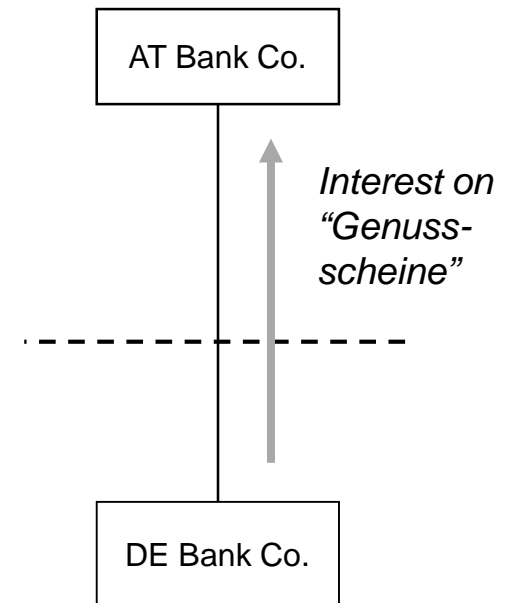 AT Bank Co.
Interest on
“Genuss-
scheine”
DE Bank Co.